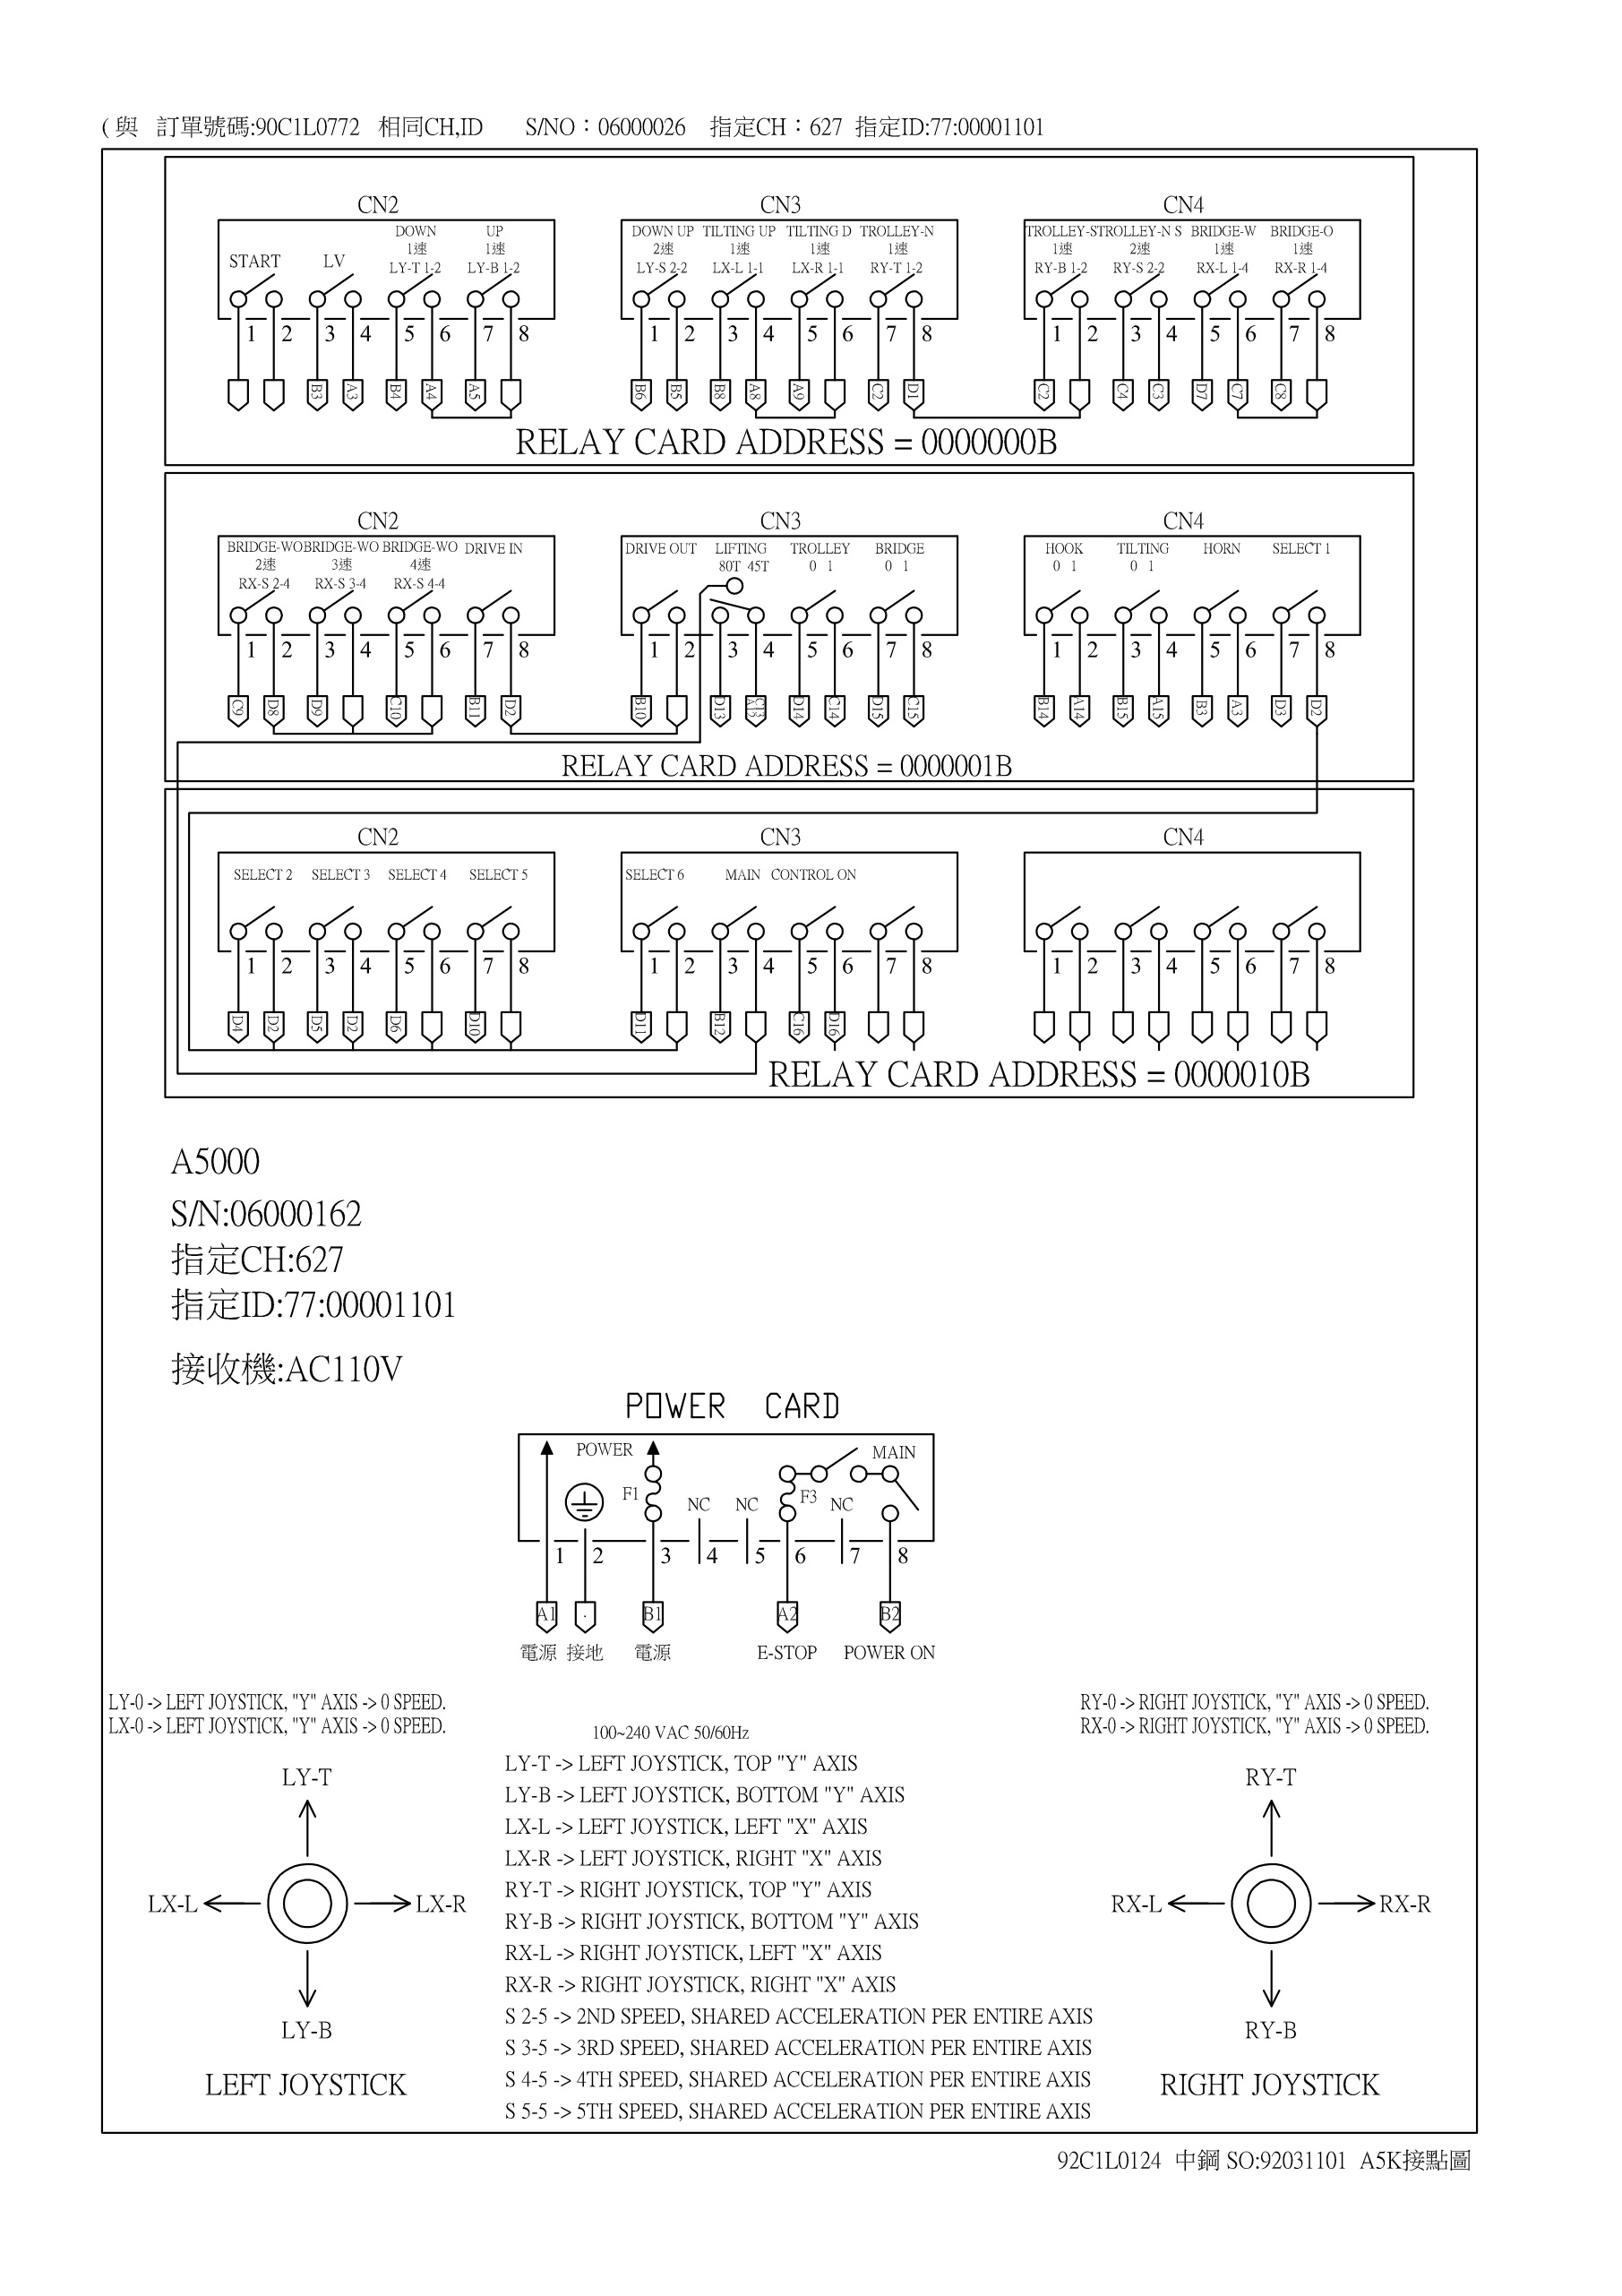 ( 與 訂單號碼:90C1L0772 相同CH,ID S/NO：06000026 指定CH：627 指定ID:77:00001101
CN2 CN3 CN4
START LV DOWN 1速 LY-T 1-2 UP 1速 LY-B 1-2
DOWN UP 2速 LY-S 2-2 TILTING UP 1速 LX-L 1-1 TILTING D 1速 LX-R 1-1 TROLLEY-N 1速 RY-T 1-2
TROLLEY-S 1速 RY-B 1-2 TROLLEY-N S 2速 RY-S 2-2 BRIDGE-W 1速 RX-L 1-4 BRIDGE-O 1速 RX-R 1-4
1 2 3 4 5 6 7 8 1 2 3 4 5 6 7 8 1 2 3 4 5 6 7 8
B3 A3 B4 A4 A5 B6 B5 B8 A8 A9 C2 D1 C2 C4 C3 D7 C7 C8
RELAY CARD ADDRESS = 0000000B
CN2 CN3 CN4
BRIDGE-WO 2速 RX-S 2-4 BRIDGE-WO 3速 RX-S 3-4 BRIDGE-WO 4速 RX-S 4-4 DRIVE IN
DRIVE OUT LIFTING 80T 45T TROLLEY 0 1 BRIDGE 0 1
HOOK 0 1 TILTING 0 1 HORN SELECT 1
1 2 3 4 5 6 7 8 1 2 3 4 5 6 7 8 1 2 3 4 5 6 7 8
C9 D8 D9 C10 B11 D2 B10 D13 C13 D14 C14 D15 C15 B14 A14 B15 A15 B3 A3 D3 D2
RELAY CARD ADDRESS = 0000001B
CN2 CN3 CN4
SELECT 2 SELECT 3 SELECT 4 SELECT 5 SELECT 6 MAIN CONTROL ON
1 2 3 4 5 6 7 8 1 2 3 4 5 6 7 8 1 2 3 4 5 6 7 8
D4 D2 D5 D2 D6 D10 D11 B12 C16 D16
RELAY CARD ADDRESS = 0000010B
A5000
S/N:06000162
指定CH:627
指定ID:77:00001101
接收機:AC110V
POWER CARD
POWER MAIN
F1 NC NC F3 NC
1 2 3 4 5 6 7 8
A1 . B1 A2 B2
電源 接地 電源 E-STOP POWER ON
LY-0 -> LEFT JOYSTICK, "Y" AXIS -> 0 SPEED.
LX-0 -> LEFT JOYSTICK, "Y" AXIS -> 0 SPEED.
RY-0 -> RIGHT JOYSTICK, "Y" AXIS -> 0 SPEED.
RX-0 -> RIGHT JOYSTICK, "Y" AXIS -> 0 SPEED.
LY-T
LX-L LX-R
LY-B
LEFT JOYSTICK
100~240 VAC 50/60Hz
LY-T -> LEFT JOYSTICK, TOP "Y" AXIS
LY-B -> LEFT JOYSTICK, BOTTOM "Y" AXIS
LX-L -> LEFT JOYSTICK, LEFT "X" AXIS
LX-R -> LEFT JOYSTICK, RIGHT "X" AXIS
RY-T -> RIGHT JOYSTICK, TOP "Y" AXIS
RY-B -> RIGHT JOYSTICK, BOTTOM "Y" AXIS
RX-L -> RIGHT JOYSTICK, LEFT "X" AXIS
RX-R -> RIGHT JOYSTICK, RIGHT "X" AXIS
S 2-5 -> 2ND SPEED, SHARED ACCELERATION PER ENTIRE AXIS
S 3-5 -> 3RD SPEED, SHARED ACCELERATION PER ENTIRE AXIS
S 4-5 -> 4TH SPEED, SHARED ACCELERATION PER ENTIRE AXIS
S 5-5 -> 5TH SPEED, SHARED ACCELERATION PER ENTIRE AXIS
RY-T
RX-L RX-R
RY-B
RIGHT JOYSTICK
92C1L0124 中鋼 SO:92031101 A5K接點圖